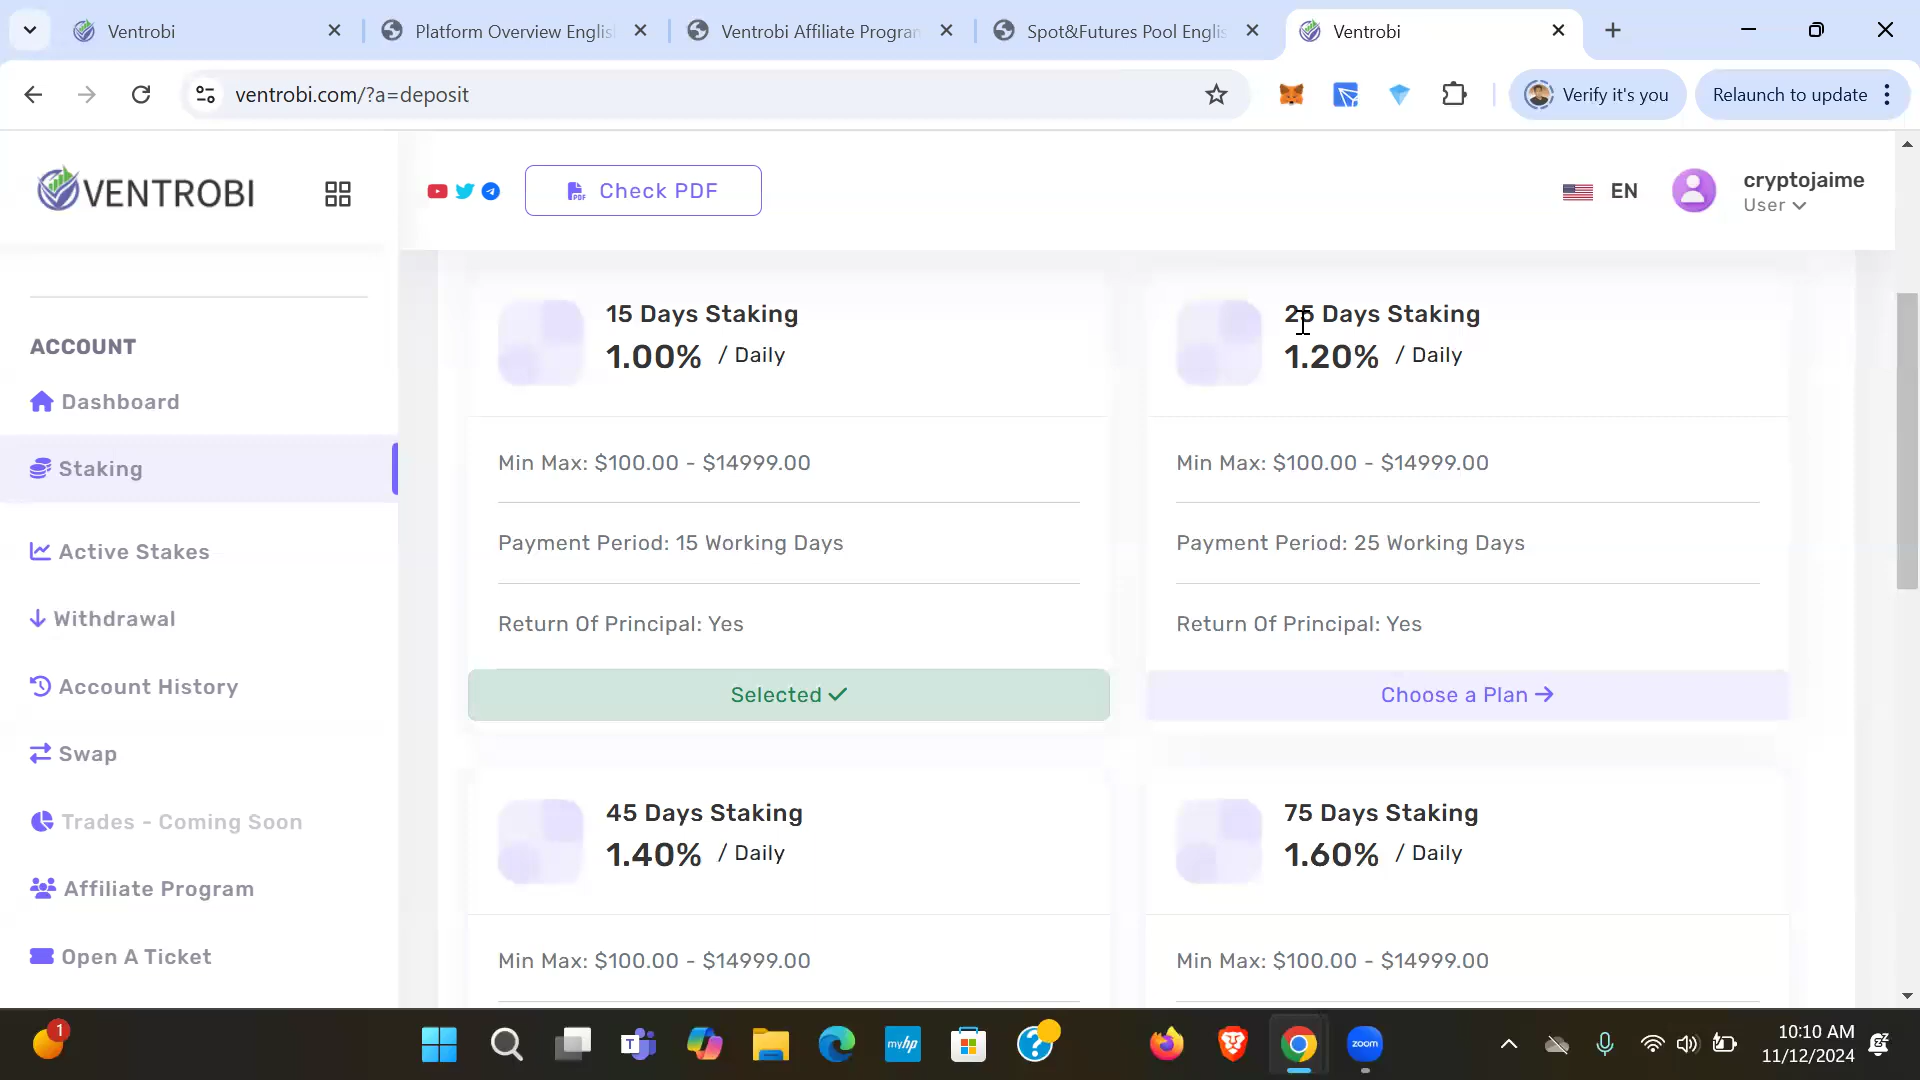 Ventrobi
Platform Overview Englis
Ventrobi Affiliate Program
Spot&Futures Pool Englis
Ventrobi
ventrobi.com/?a=deposit
Verify it's you
Relaunch to update
VENTROBI
Check PDF
EN
cryptojaime
User
ACCOUNT
Dashboard
Staking
Active Stakes
Withdrawal
Account History
Swap
Trades - Coming Soon
Affiliate Program
Open A Ticket
15 Days Staking
1.00% / Daily
Min Max: $100.00 - $14999.00
Payment Period: 15 Working Days
Return Of Principal: Yes
Selected
25 Days Staking
1.20% / Daily
Min Max: $100.00 - $14999.00
Payment Period: 25 Working Days
Return Of Principal: Yes
Choose a Plan
45 Days Staking
1.40% / Daily
Min Max: $100.00 - $14999.00
75 Days Staking
1.60% / Daily
Min Max: $100.00 - $14999.00
1
myhp
zoom
10:10 AM
11/12/2024